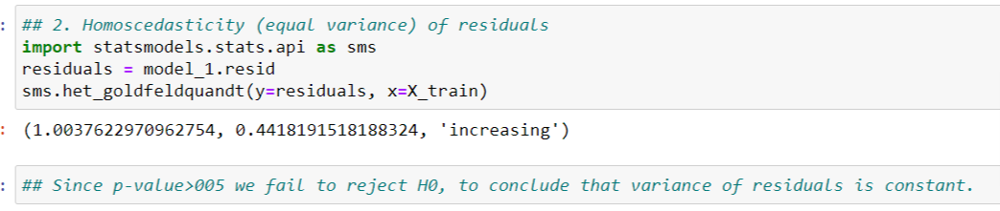 : ## 2. Homoscedasticity (equal variance) of residuals
import statsmodels.stats.api as sms
residuals = model_1.resid
sms.het_goldfeldquandt(y=residuals, x=X_train)
: (1.0037622970962754, 0.4418191518188324, 'increasing')
: ## Since p-value>005 we fail to reject H0, to conclude that variance of residuals is constant.